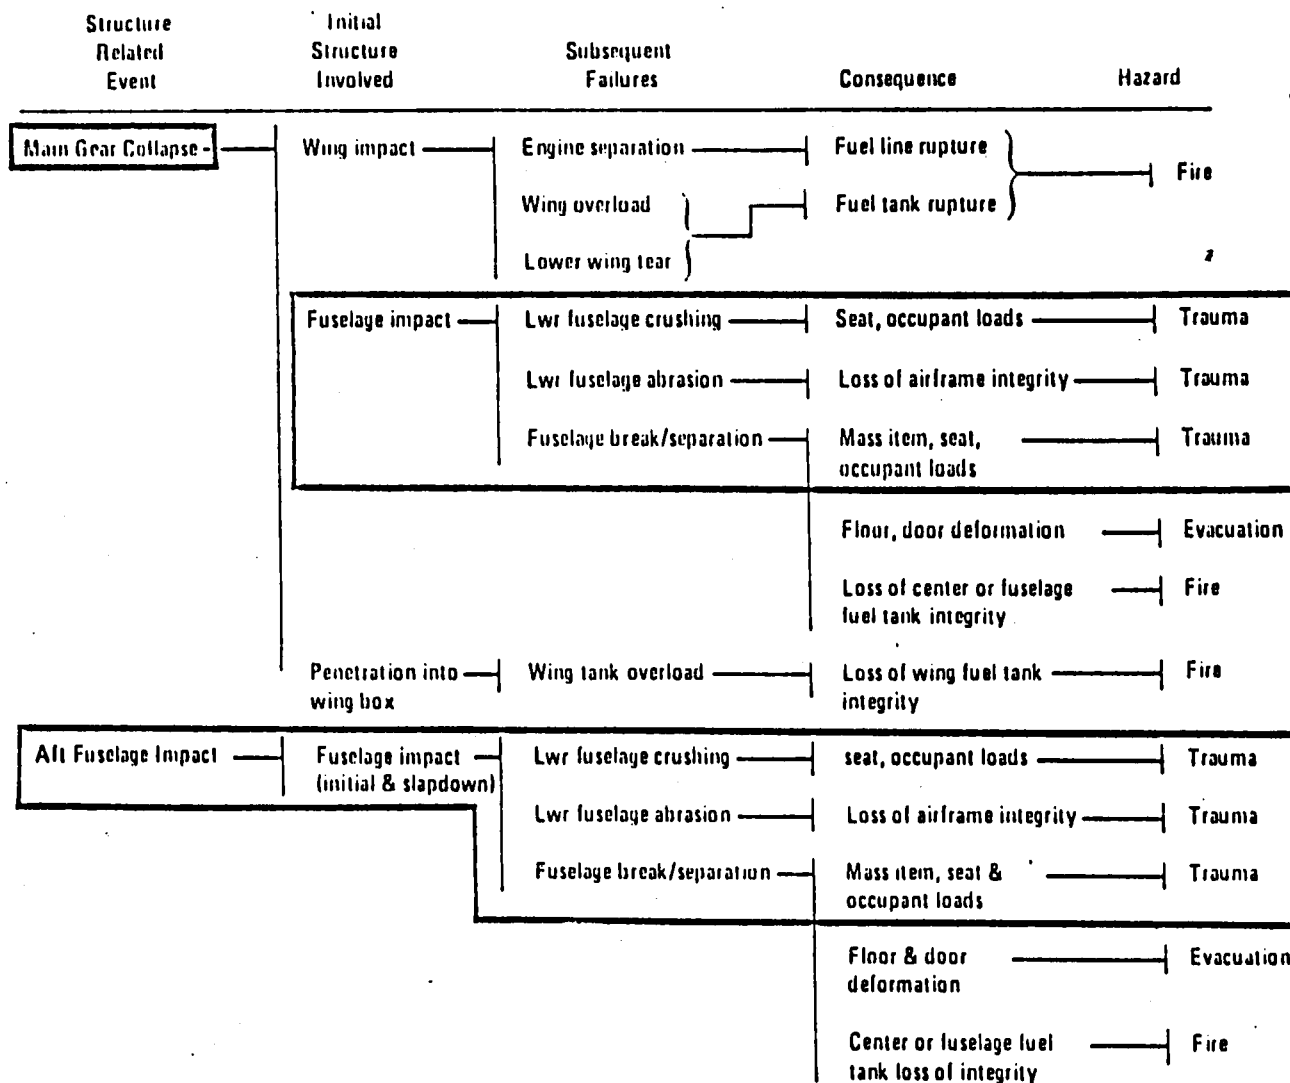 Structure Related Event
Initial Structure Involved
Subsequent Failures
Consequence
Hazard
Main Gear Collapse
Wing impact
Engine separation
Fuel line rupture
Fire
Wing overload
Fuel tank rupture
Lower wing tear
Fuselage impact
Lwr fuselage crushing
Seat, occupant loads
Trauma
Lwr fuselage abrasion
Loss of airframe integrity
Trauma
Fuselage break/separation
Mass item, seat,
occupant loads
Trauma
Floor, door deformation
Evacuation
Loss of center or fuselage
fuel tank integrity
Fire
Penetration into
wing box
Wing tank overload
Loss of wing fuel tank
integrity
Fire
Aft Fuselage Impact
Fuselage impact
(initial & slapdown)
Lwr fuselage crushing
seat, occupant loads
Trauma
Lwr fuselage abrasion
Loss of airframe integrity
Trauma
Fuselage break/separation
Mass item, seat &
occupant loads
Trauma
Floor & door
deformation
Evacuation
Center or fuselage fuel
tank loss of integrity
Fire